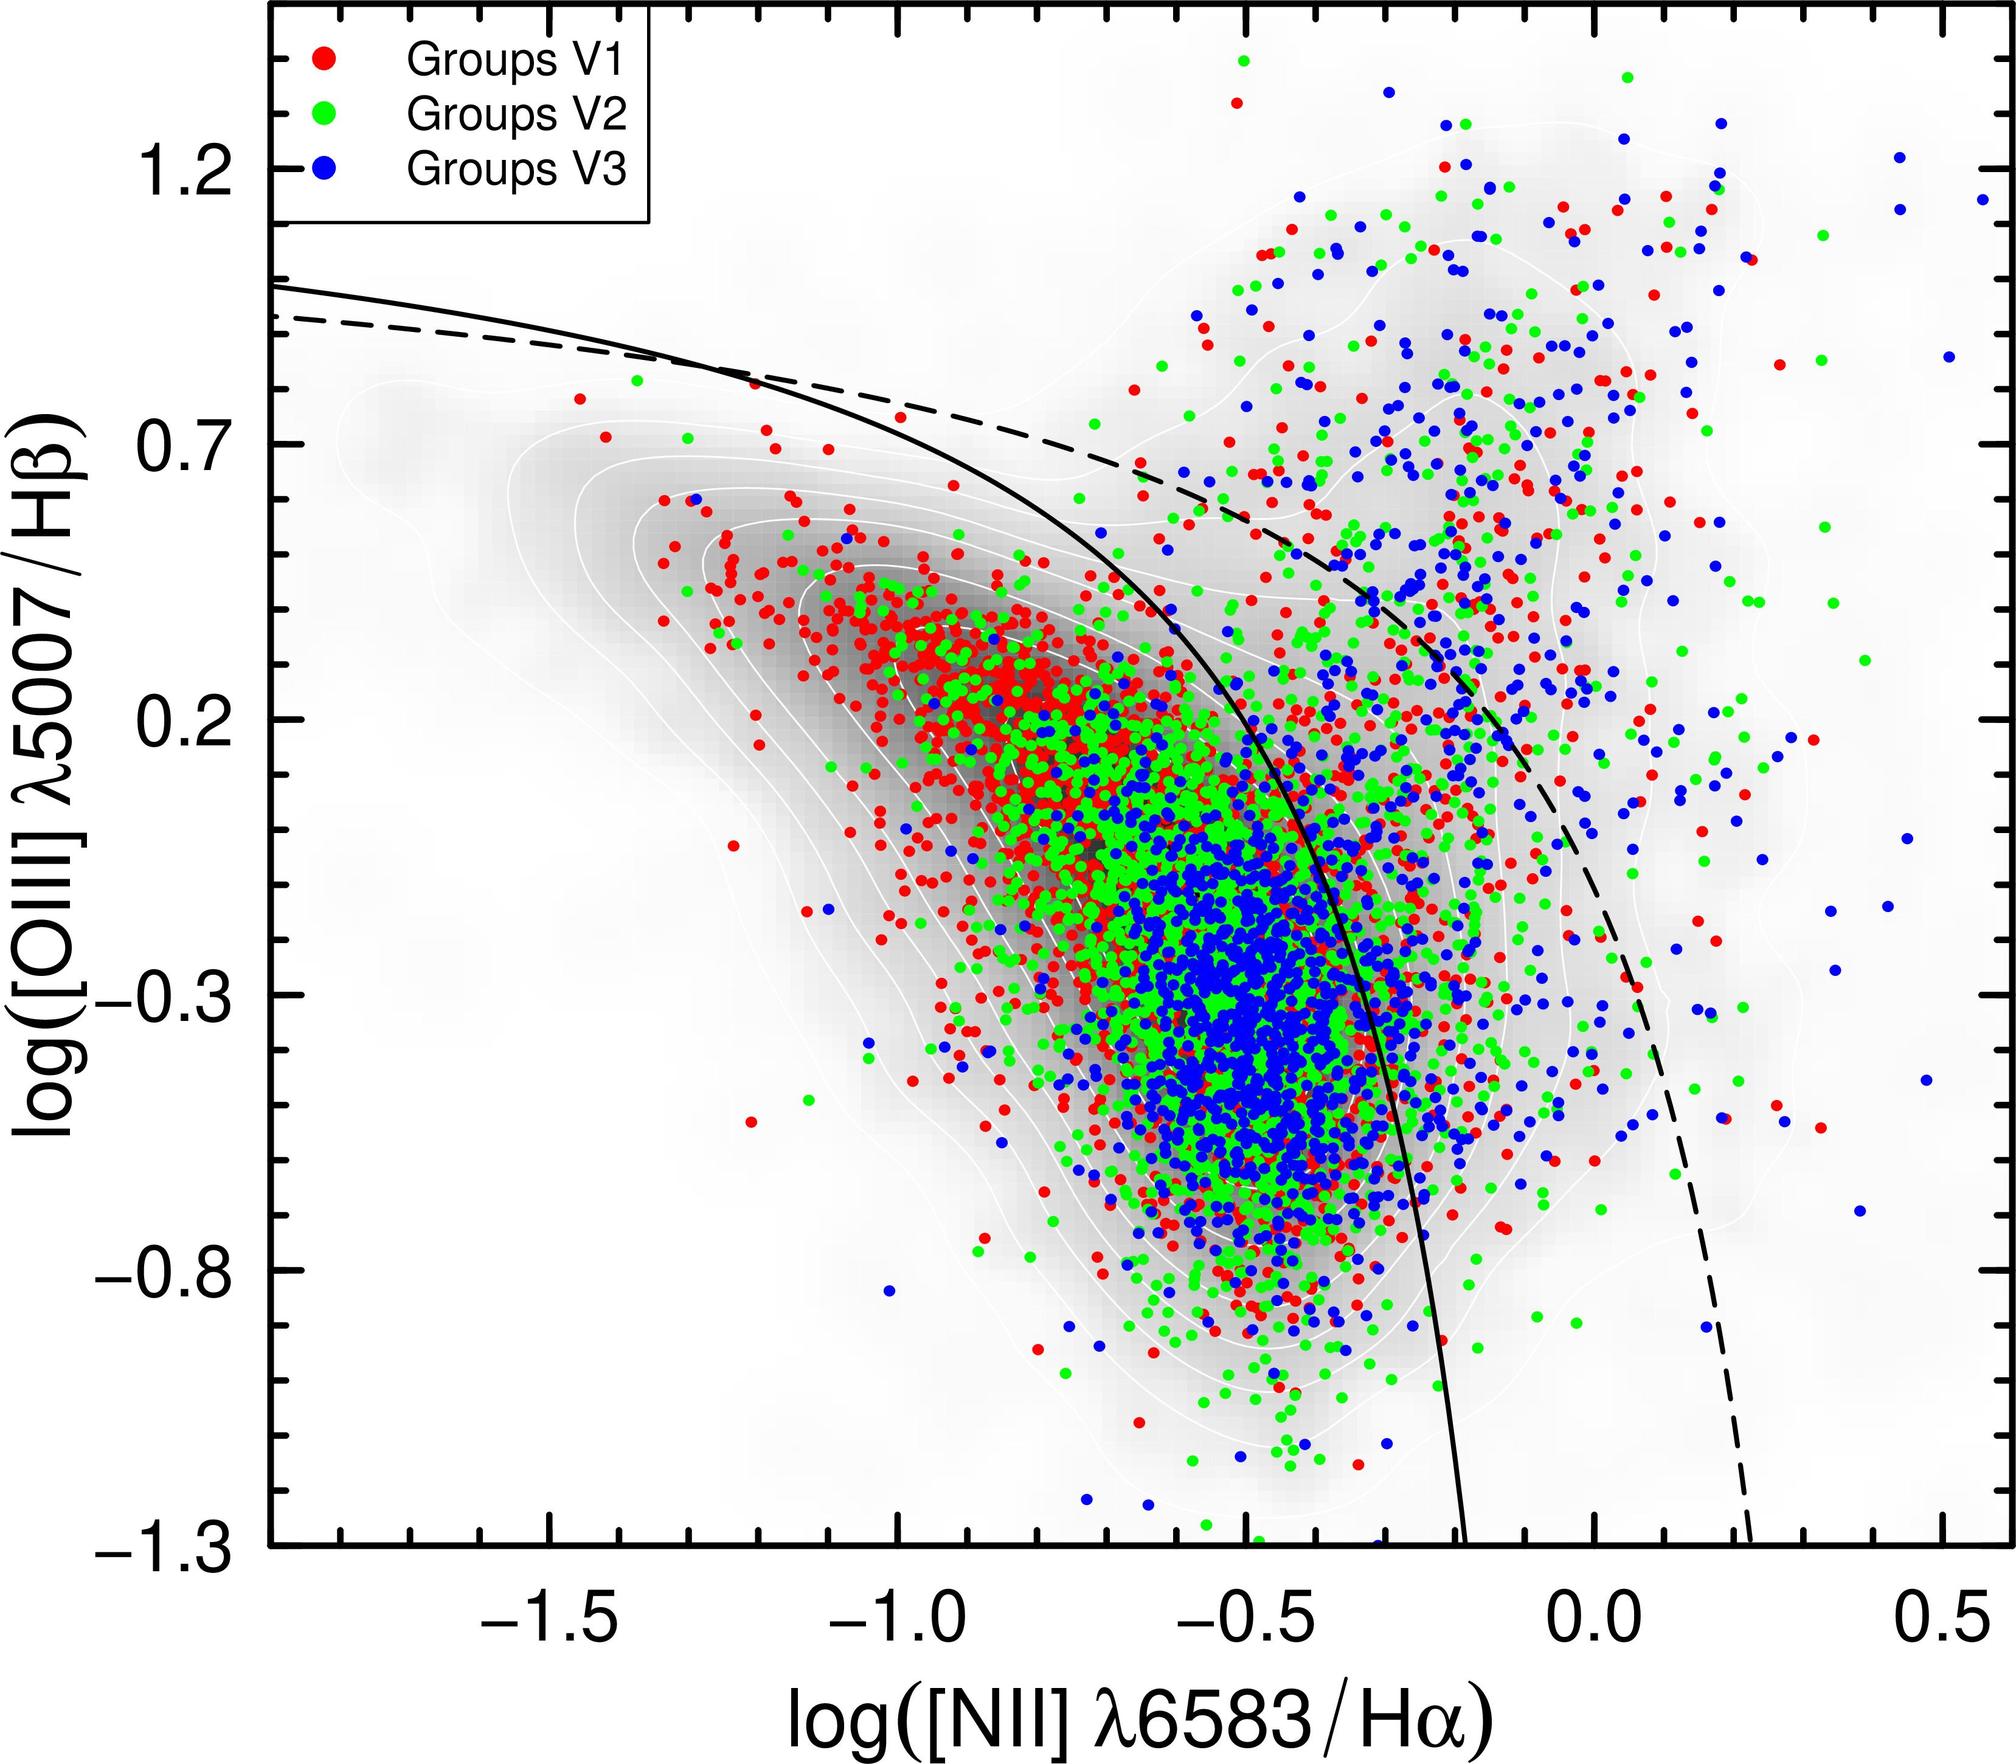 Groups V1
Groups V2
Groups V3
1.2
0.7
0.2
−0.3
−0.8
−1.3
log([OIII] λ5007/Hβ)
−1.5
−1.0
−0.5
0.0
0.5
log([NII] λ6583/Hα)